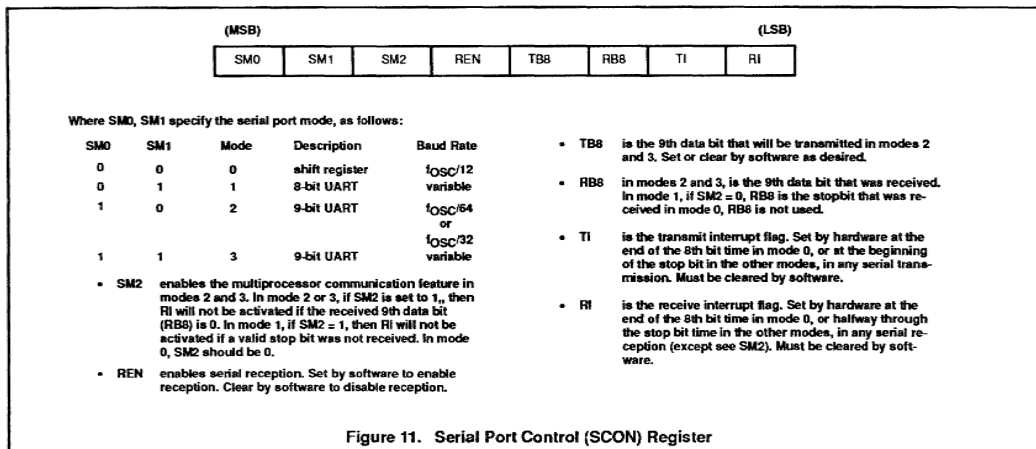 (MSB) (LSB)
SM0 SM1 SM2 REN TB8 RB8 TI RI
Where SM0, SM1 specify the serial port mode, as follows:
SM0 SM1 Mode Description Baud Rate
0 0 0 shift register fOSC/12
0 1 1 8-bit UART variable
1 0 2 9-bit UART fOSC/64
or
fOSC/32
1 1 3 9-bit UART variable
• SM2 enables the multiprocessor communication feature in
modes 2 and 3. In mode 2 or 3, if SM2 is set to 1,, then
RI will not be activated if the received 9th data bit
(RB8) is 0. In mode 1, if SM2 = 1, then RI will not be
activated if a valid stop bit was not received. In mode
0, SM2 should be 0.
• REN enables serial reception. Set by software to enable
reception. Clear by software to disable reception.
• TB8 is the 9th data bit that will be transmitted in modes 2
and 3. Set or clear by software as desired.
• RB8 in modes 2 and 3, is the 9th data bit that was received.
In mode 1, if SM2 = 0, RB8 is the stopbit that was re-
ceived in mode 0, RB8 is not used.
• TI is the transmit interrupt flag. Set by hardware at the
end of the 8th bit time in mode 0, or at the beginning
of the stop bit in the other modes, in any serial trans-
mission. Must be cleared by software.
• RI is the receive interrupt flag. Set by hardware at the
end of the 8th bit time in mode 0, or halfway through
the stop bit time in the other modes, in any serial re-
ception (except see SM2). Must be cleared by soft-
ware.
Figure 11. Serial Port Control (SCON) Register